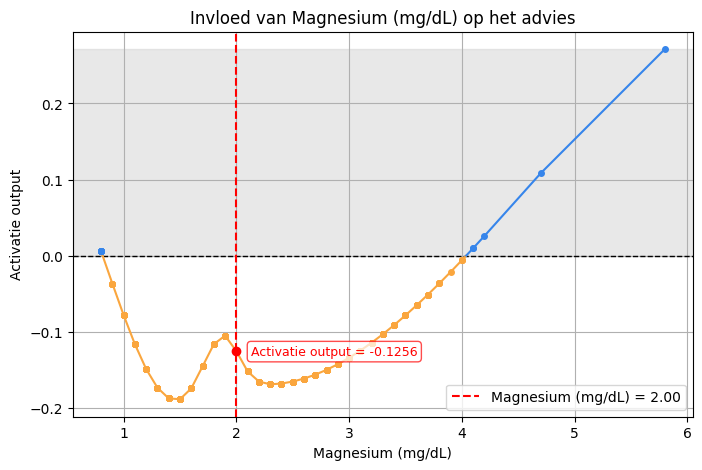 Invloed van Magnesium (mg/dL) op het advies
Activatie output
0.2
0.1
0.0
−0.1
−0.2
Activatie output = -0.1256
Magnesium (mg/dL) = 2.00
1 2 3 4 5 6
Magnesium (mg/dL)